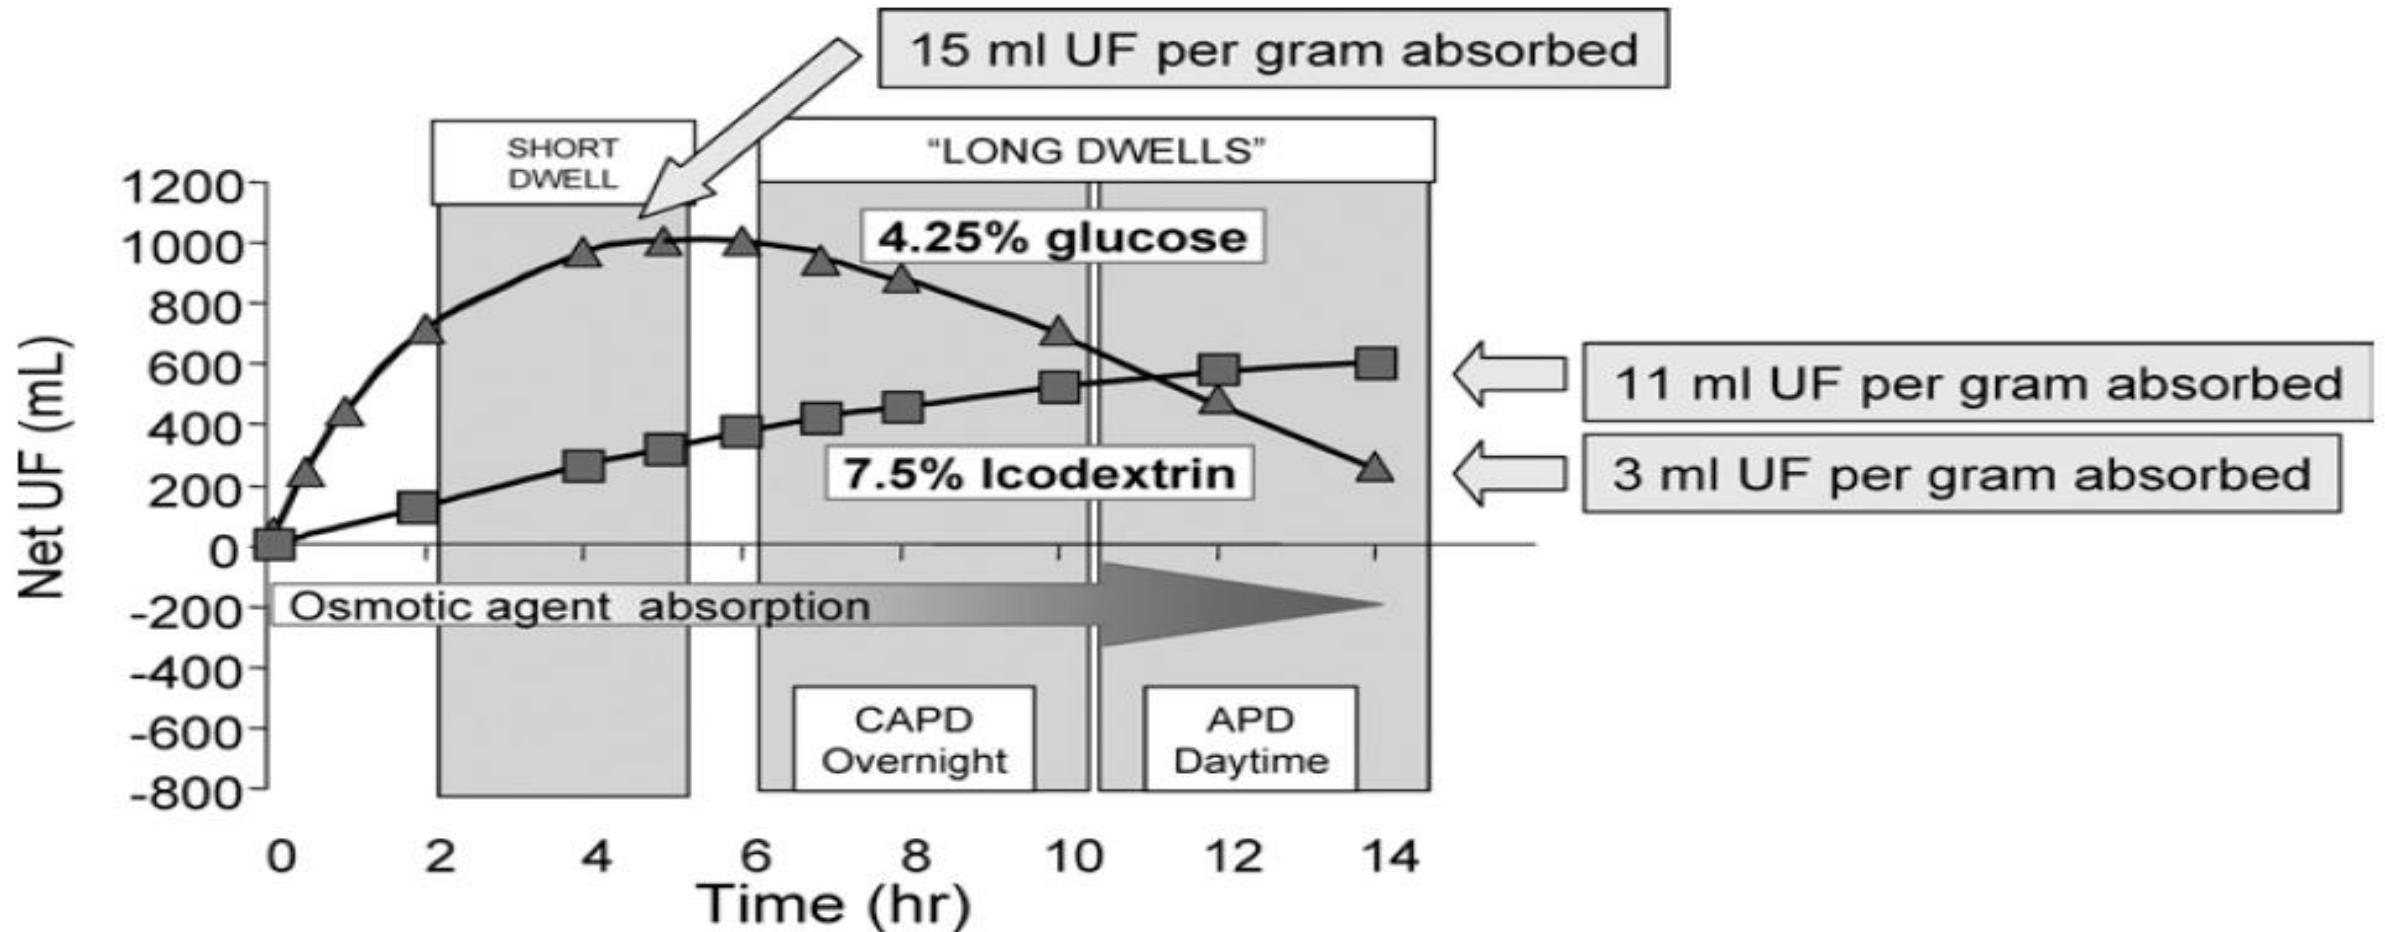 15 ml UF per gram absorbed
SHORT
DWELL
“LONG DWELLS”
1200
1000
800
600
400
200
0
-200
-400
-600
-800
Net UF (mL)
4.25% glucose
7.5% Icodextrin
11 ml UF per gram absorbed
3 ml UF per gram absorbed
Osmotic agent absorption
CAPD
Overnight
APD
Daytime
0 2 4 6 8 10 12 14
Time (hr)